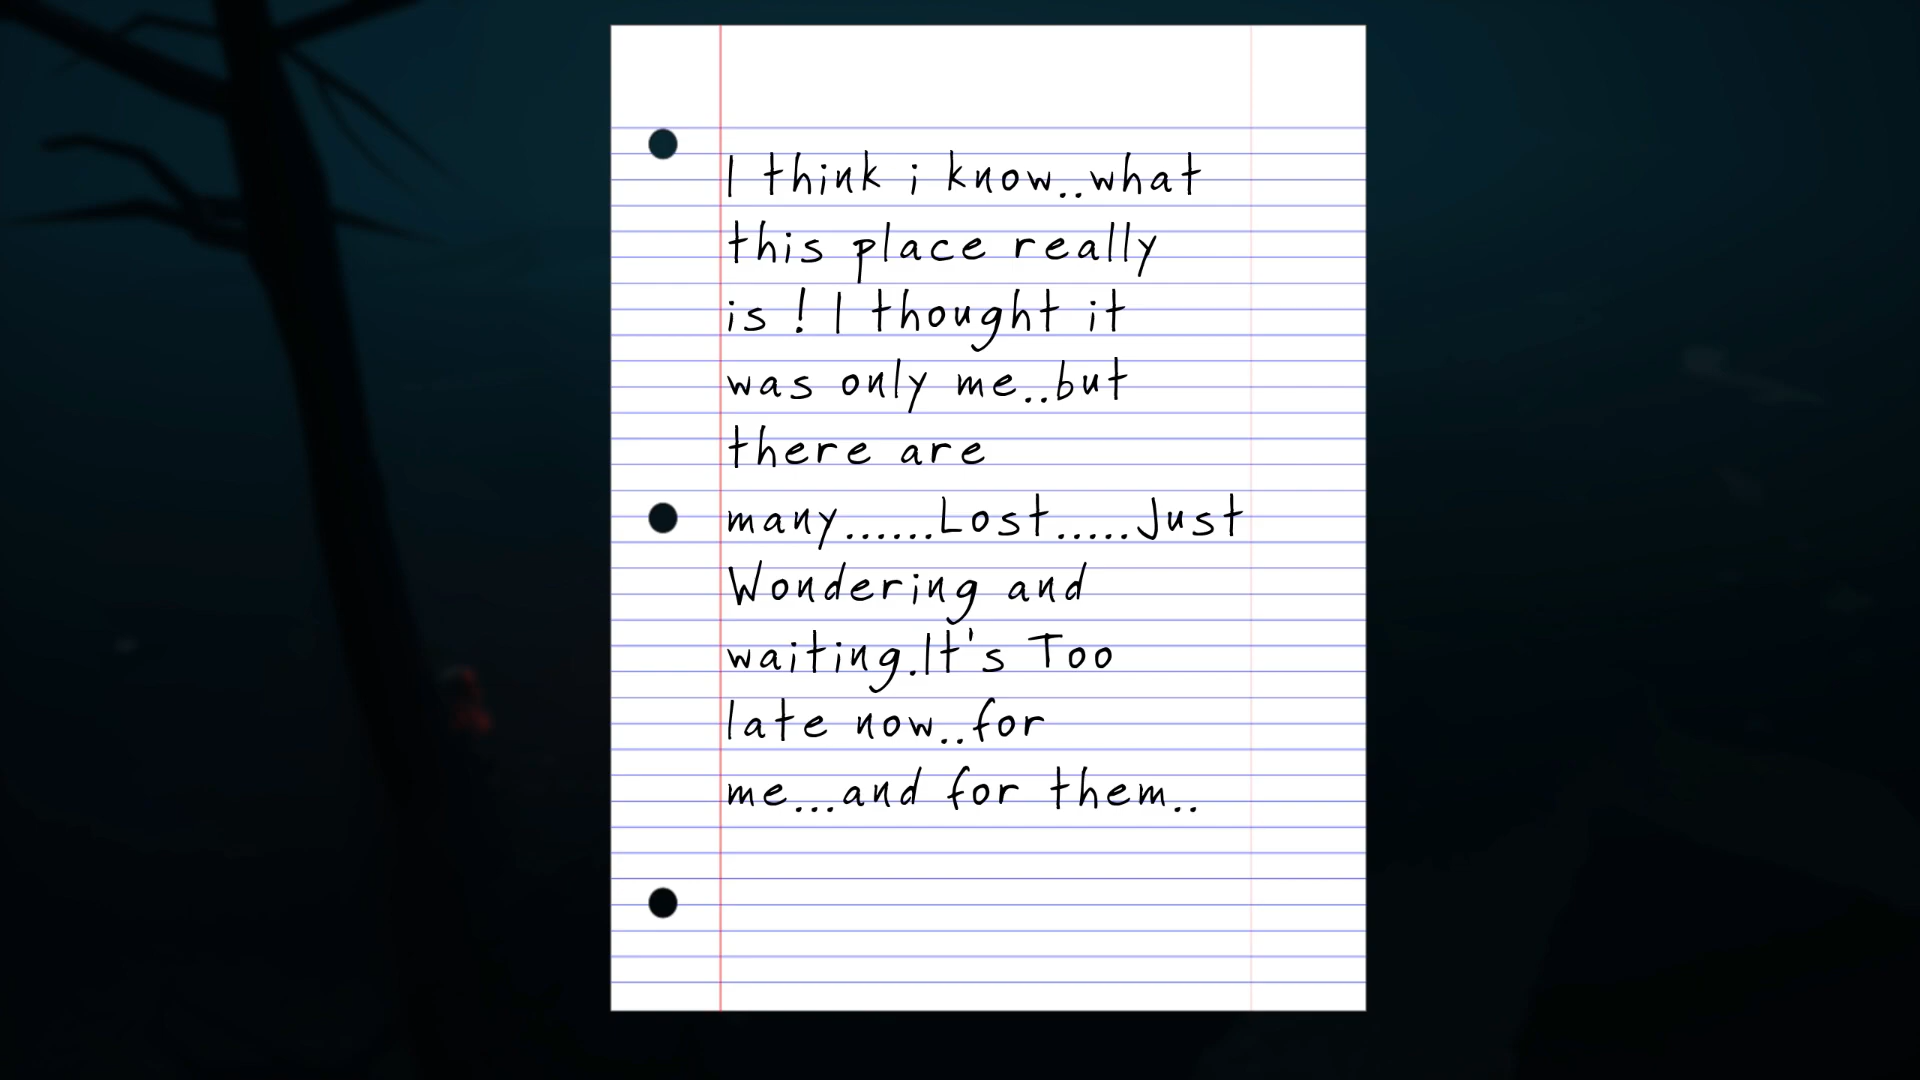 I think i know..what
this place really
is ! I thought it
was only me..but
there are
many......Lost.....Just
Wondering and
waiting.It's Too
late now..for
me...and for them..